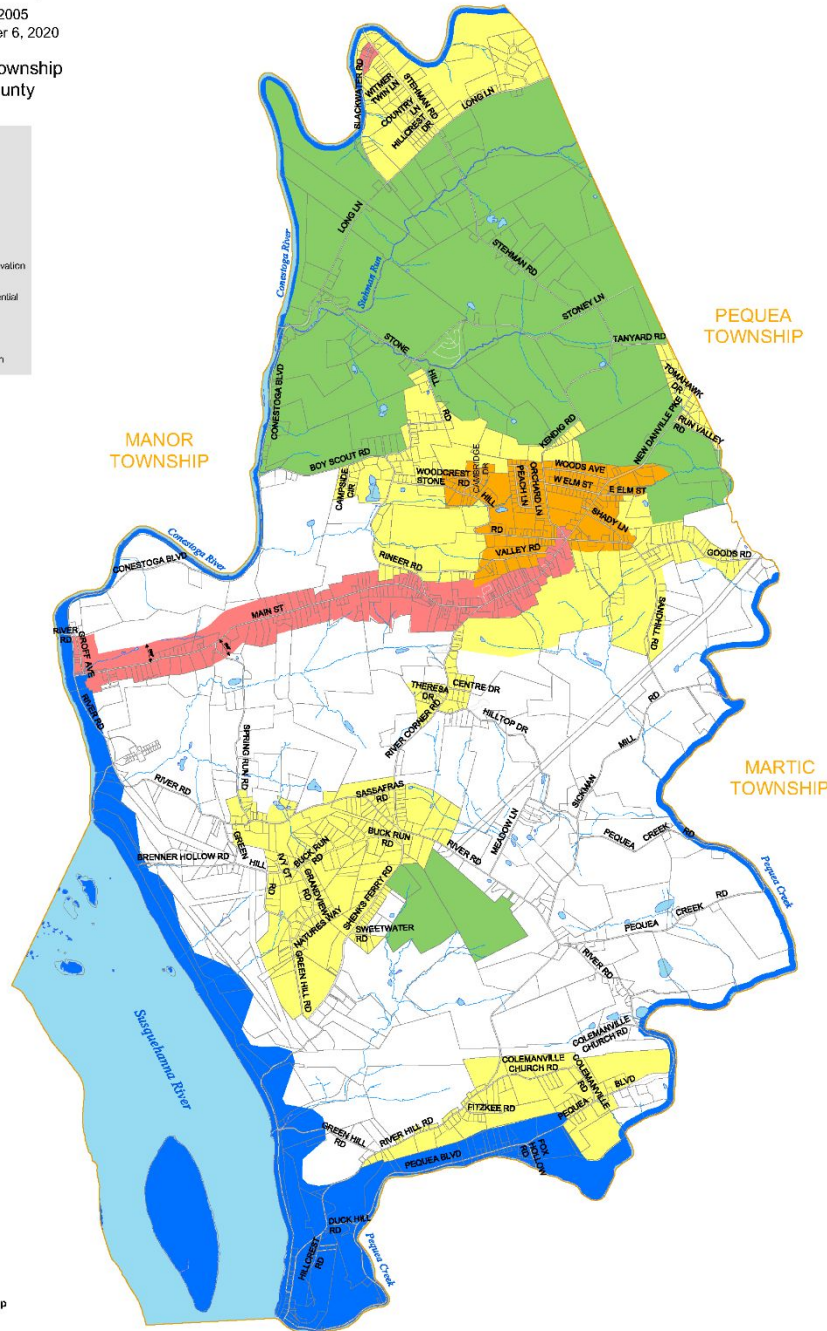 2005
er 6, 2020
ownship
unty
vation
ential
n
BLACKWATER RD
WITMER
TWIN LN
COUNTRY
LN
STEHMAN RD
HILLCREST
DR
LONG LN
LONG LN
Conestoga River
Stehman Run
STEHMAN RD
STONEY LN
PEQUEA
TOWNSHIP
TANYARD RD
STONE
HILL
RD
CONESTOGA BLVD
TOMAHAWK
DR
RUN VALLEY
RD
NEW DANVILLE PKE
KENDIG RD
MANOR
TOWNSHIP
BOY SCOUT RD
CAMPSIDE
CIR
WOODCREST
RD
STONE
HILL
RD
CAMBRIDGE
DR
PEACH LN
ORCHARD LN
WOODS AVE
W ELM ST
E ELM ST
SHADY LN
VALLEY RD
GOODS RD
Conestoga River
CONESTOGA BLVD
RINEER RD
MAIN ST
SANDHILL RD
RIVER
RD
GROFF AVE
RIVER RD
THERESA
DR
CENTRE DR
RIVER CORNER RD
HILLTOP DR
SICKMAN
MILL
RD
MARTIC
TOWNSHIP
SPRING RUN RD
RIVER RD
SASSAFRAS
RD
BUCK RUN
RD
BUCK RUN
RD
RIVER RD
MEADOW LN
PEQUEA
CREEK
RD
Pequea Creek
BRENNER HOLLOW RD
GREEN
HILL
RD
IVY CT
GRANDVIEW
RD
NATURES WAY
SHENKS FERRY RD
SWEETWATER
RD
GREEN HILL RD
PEQUEA
CREEK
RD
RIVER RD
Susquehanna River
COLEMANVILLE
CHURCH RD
COLEMANVILLE
CHURCH RD
COLEMANVILLE
RD
PEQUEA
BLVD
FITZKEE RD
RIVER HILL RD
GREEN HILL
RD
PEQUEA BLVD
FOX
HOLLOW
RD
DUCK HILL
RD
HILLCREST
RD
Pequea Creek
p